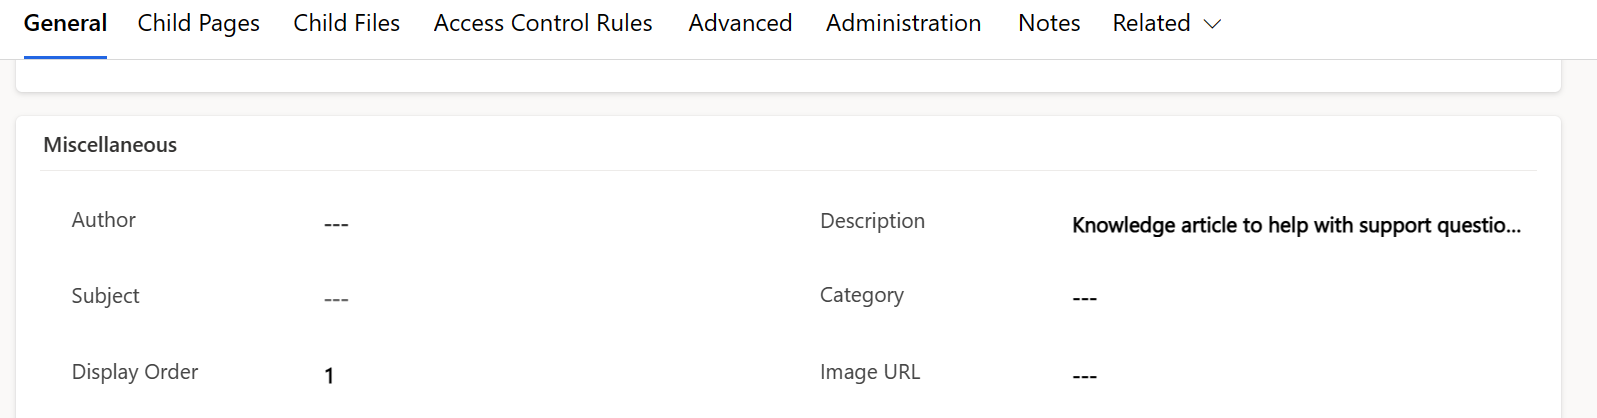 General Child Pages Child Files Access Control Rules Advanced Administration Notes Related
Miscellaneous
Author --- Description Knowledge article to help with support questio...
Subject --- Category ---
Display Order 1 Image URL ---